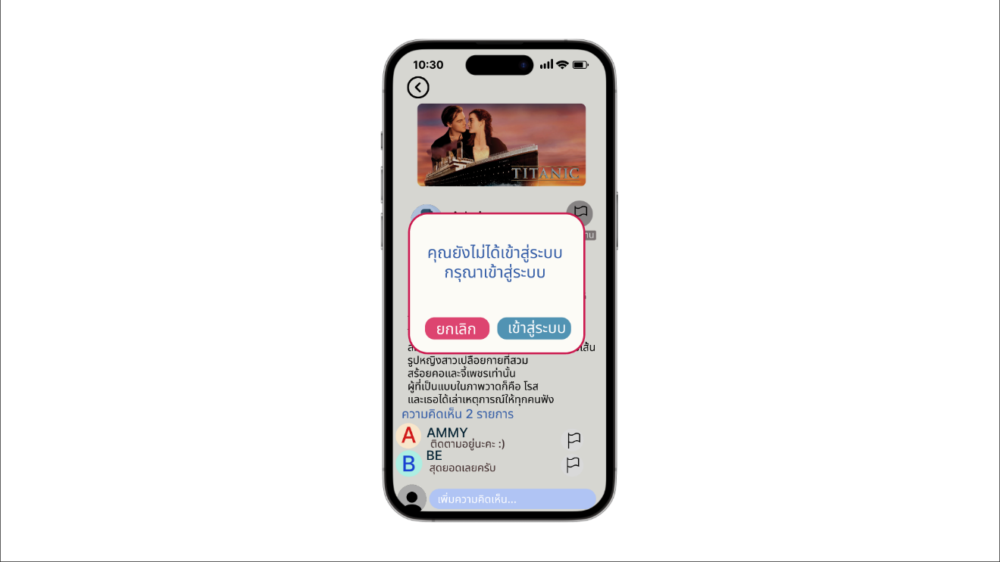 10:30
TITANIC
คุณยังไม่ได้เข้าสู่ระบบ
กรุณาเข้าสู่ระบบ
ยกเลิก
เข้าสู่ระบบ
รูปหญิงสาวเปลือยกายที่สวม
สร้อยคอและจี้เพชรเท่านั้น
ผู้ที่เป็นแบบในภาพวาดก็คือ โรส
และเธอได้เล่าเหตุการณ์ให้ทุกคนฟัง
ความคิดเห็น 2 รายการ
A
AMMY
ติดตามอยู่นะคะ :)
B
BE
สุดยอดเลยครับ
เพิ่มความคิดเห็น...